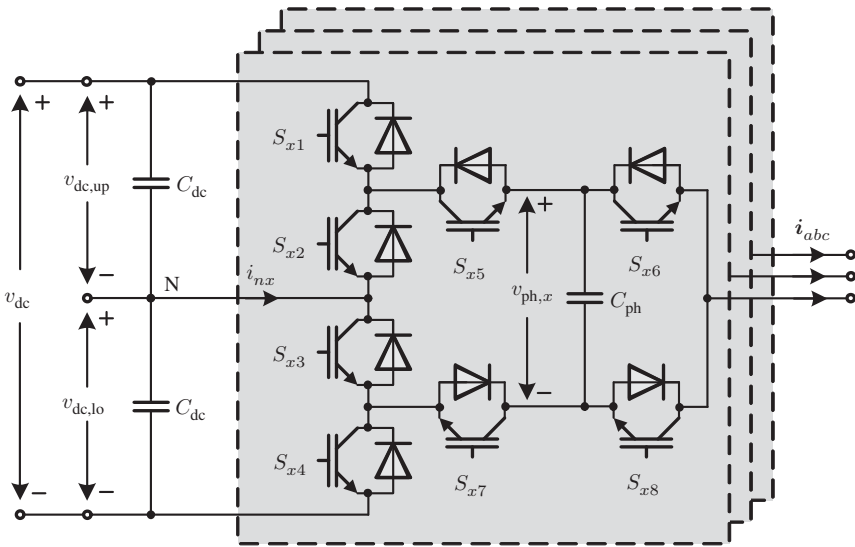 +
+
v_dc,up
C_dc
−
v_dc
N
+
v_dc,lo
C_dc
−
−
i_nx
S_x1
S_x2
S_x3
S_x4
S_x5
S_x6
+
v_ph,x
C_ph
−
S_x7
S_x8
i_abc